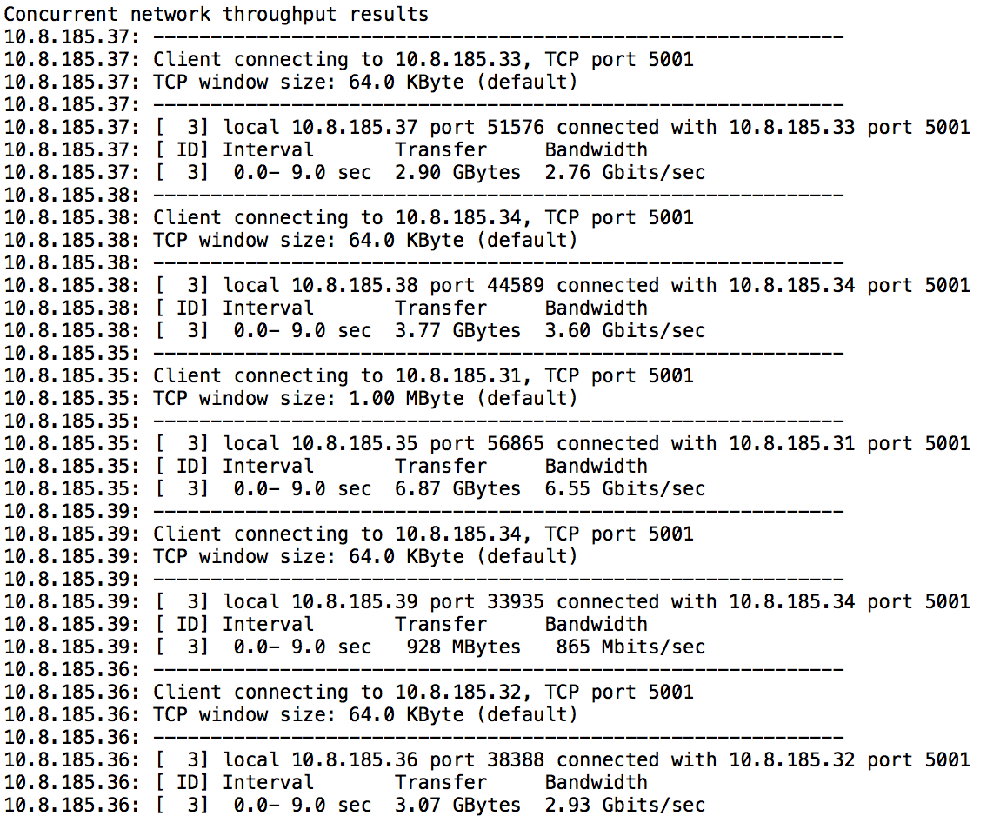 Concurrent network throughput results
10.8.185.37: ------------------------------------------------------------
10.8.185.37: Client connecting to 10.8.185.33, TCP port 5001
10.8.185.37: TCP window size: 64.0 KByte (default)
10.8.185.37: ------------------------------------------------------------
10.8.185.37: [  3] local 10.8.185.37 port 51576 connected with 10.8.185.33 port 5001
10.8.185.37: [ ID] Interval       Transfer     Bandwidth
10.8.185.37: [  3]  0.0- 9.0 sec  2.90 GBytes  2.76 Gbits/sec
10.8.185.38: ------------------------------------------------------------
10.8.185.38: Client connecting to 10.8.185.34, TCP port 5001
10.8.185.38: TCP window size: 64.0 KByte (default)
10.8.185.38: ------------------------------------------------------------
10.8.185.38: [  3] local 10.8.185.38 port 44589 connected with 10.8.185.34 port 5001
10.8.185.38: [ ID] Interval       Transfer     Bandwidth
10.8.185.38: [  3]  0.0- 9.0 sec  3.77 GBytes  3.60 Gbits/sec
10.8.185.35: ------------------------------------------------------------
10.8.185.35: Client connecting to 10.8.185.31, TCP port 5001
10.8.185.35: TCP window size: 1.00 MByte (default)
10.8.185.35: ------------------------------------------------------------
10.8.185.35: [  3] local 10.8.185.35 port 56865 connected with 10.8.185.31 port 5001
10.8.185.35: [ ID] Interval       Transfer     Bandwidth
10.8.185.35: [  3]  0.0- 9.0 sec  6.87 GBytes  6.55 Gbits/sec
10.8.185.39: ------------------------------------------------------------
10.8.185.39: Client connecting to 10.8.185.34, TCP port 5001
10.8.185.39: TCP window size: 64.0 KByte (default)
10.8.185.39: ------------------------------------------------------------
10.8.185.39: [  3] local 10.8.185.39 port 33935 connected with 10.8.185.34 port 5001
10.8.185.39: [ ID] Interval       Transfer     Bandwidth
10.8.185.39: [  3]  0.0- 9.0 sec   928 MBytes   865 Mbits/sec
10.8.185.36: ------------------------------------------------------------
10.8.185.36: Client connecting to 10.8.185.32, TCP port 5001
10.8.185.36: TCP window size: 64.0 KByte (default)
10.8.185.36: ------------------------------------------------------------
10.8.185.36: [  3] local 10.8.185.36 port 38388 connected with 10.8.185.32 port 5001
10.8.185.36: [ ID] Interval       Transfer     Bandwidth
10.8.185.36: [  3]  0.0- 9.0 sec  3.07 GBytes  2.93 Gbits/sec